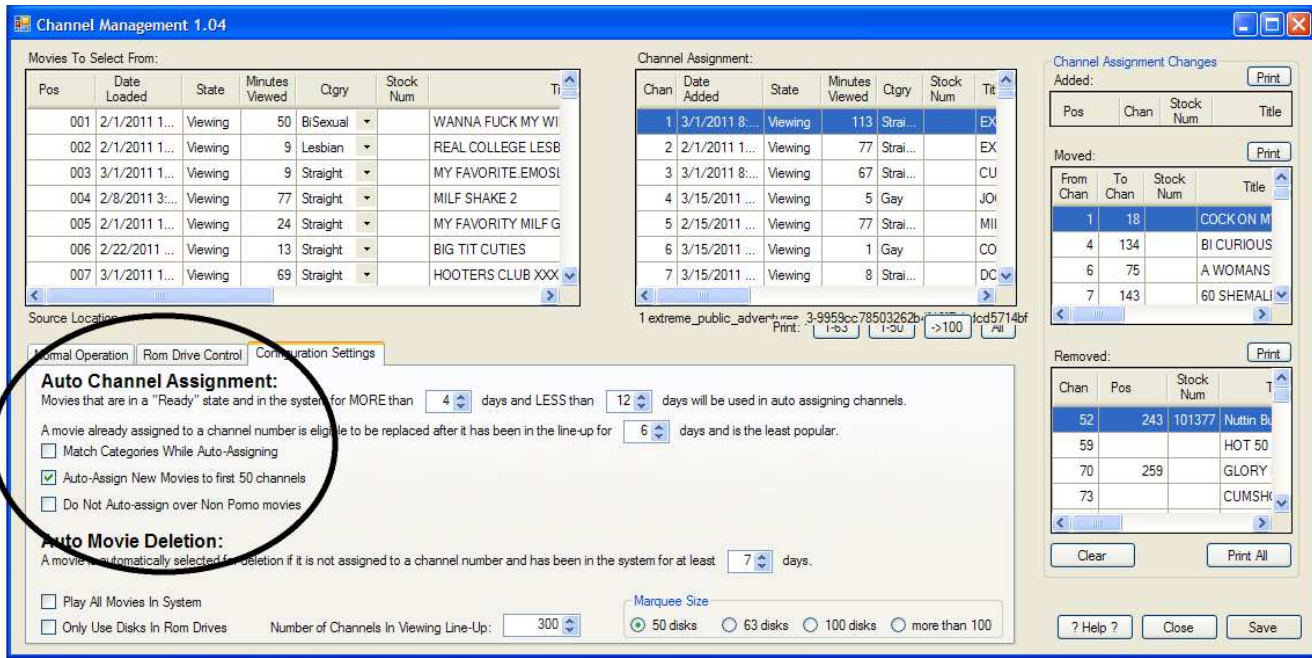 Channel Management 1.04
Movies To Select From:
Pos Date Loaded State Minutes Viewed Ctgry Stock Num
001 2/1/2011 1... Viewing 50 BiSexual WANNA FUCK MY WI
002 2/1/2011 1... Viewing 9 Lesbian REAL COLLEGE LESB
003 3/1/2011 1... Viewing 9 Straight MY FAVORITE.EMOSL
004 2/8/2011 3:... Viewing 77 Straight MILF SHAKE 2
005 2/1/2011 1... Viewing 24 Straight MY FAVORITY MILF G
006 2/22/2011 ... Viewing 13 Straight BIG TIT CUTIES
007 3/1/2011 1... Viewing 69 Straight HOOTERS CLUB XXX
Source Location
Channel Assignment:
Chan Date Added State Minutes Viewed Ctgry Stock Num Tit
1 3/1/2011 8:... Viewing 113 Strai... EX
2 2/1/2011 1... Viewing 77 Strai... EX
3 3/1/2011 8:... Viewing 67 Strai... CU
4 3/15/2011 ... Viewing 5 Gay JO
5 2/15/2011 ... Viewing 77 Strai... MI
6 3/15/2011 ... Viewing 1 Gay CO
7 3/15/2011 ... Viewing 8 Strai... DC
1 extreme_public_adventures
Print: 1-63 1-50 ->100 All
Channel Assignment Changes
Added: Print
Pos Chan Stock Num Title
Moved: Print
From Chan To Chan Stock Num Title
1 18 COCK ON M
4 134 BI CURIOUS
6 75 A WOMANS
7 143 60 SHEMALI
Removed: Print
Chan Pos Stock Num
52 243 101377 Nuttin Bu
59 HOT 50
70 259 GLORY
73 CUMSH
Clear Print All
Normal Operation Rom Drive Control Configuration Settings
Auto Channel Assignment:
Movies that are in a "Ready" state and in the system for MORE than 4 days and LESS than 12 days will be used in auto assigning channels.
A movie already assigned to a channel number is eligible to be replaced after it has been in the line-up for 6 days and is the least popular.
Match Categories While Auto-Assigning
Auto-Assign New Movies to first 50 channels
Do Not Auto-assign over Non Porno movies
Auto Movie Deletion:
A movie is automatically selected for deletion if it is not assigned to a channel number and has been in the system for at least 7 days.
Play All Movies In System
Only Use Disks In Rom Drives Number of Channels In Viewing Line-Up: 300
Marquee Size
50 disks 63 disks 100 disks more than 100
? Help ? Close Save